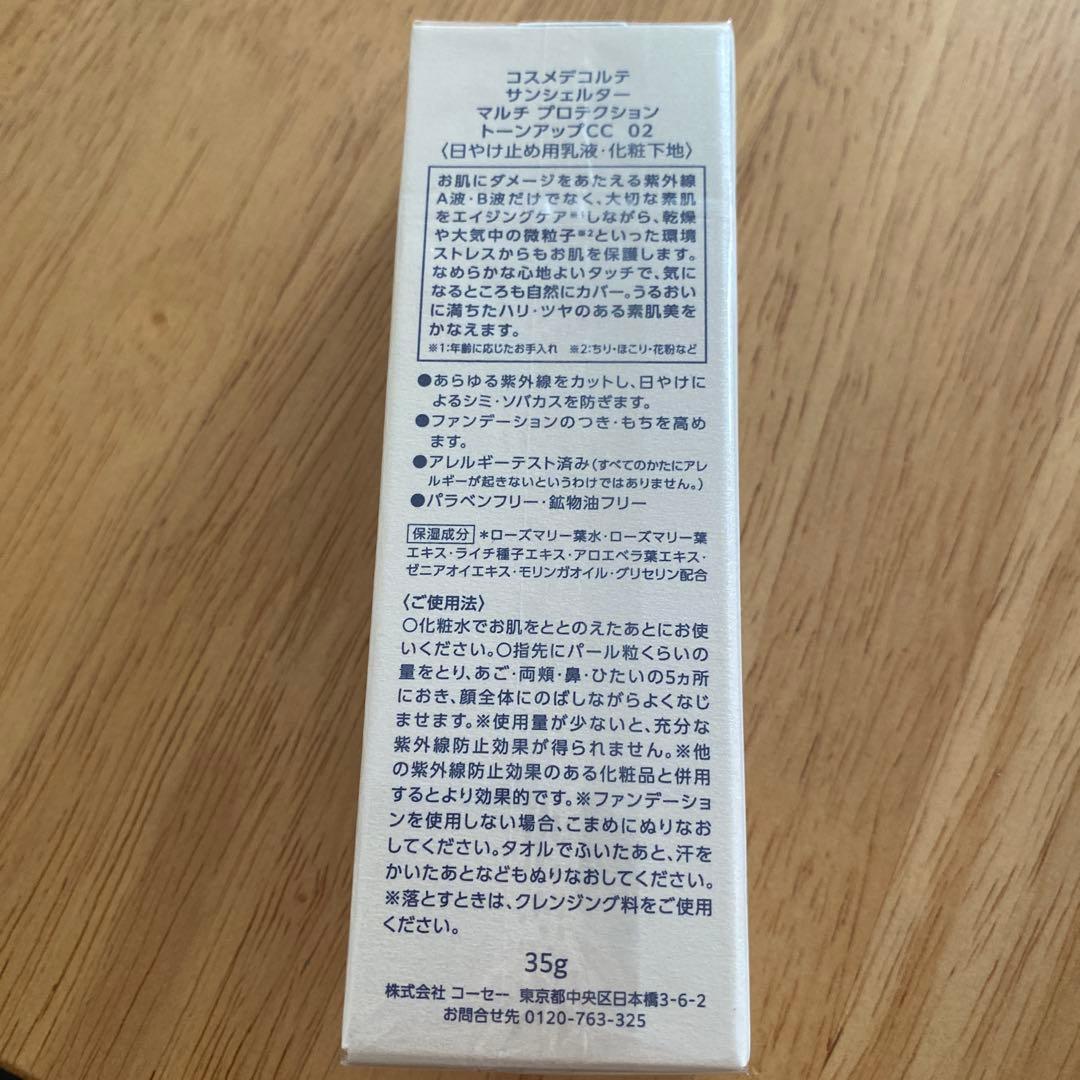 コスメデコルテ
サンシェルター
マルチ プロテクション
トーンアップCC 02
〈日やけ止め用乳液・化粧下地〉
お肌にダメージをあたえる紫外線
A波・B波だけでなく、大切な素肌
をエイジングケア※1しながら、乾燥
や大気中の微粒子※2といった環境
ストレスからもお肌を保護します。
なめらかな心地よいタッチで、気に
なるところも自然にカバー。うるおい
に満ちたハリ・ツヤのある素肌美を
かなえます。
※1:年齢に応じたお手入れ ※2:ちり・ほこり・花粉など
●あらゆる紫外線をカットし、日やけに
よるシミ・ソバカスを防ぎます。
●ファンデーションのつき・もちを高め
ます。
●アレルギーテスト済み(すべてのかたにアレ
ルギーが起きないというわけではありません。)
●パラベンフリー・鉱物油フリー
保湿成分 *ローズマリー葉水・ローズマリー葉
エキス・ライチ種子エキス・アロエベラ葉エキス・
ゼニアオイエキス・モリンガオイル・グリセリン配合
〈ご使用法〉
○化粧水でお肌をととのえたあとにお使
いください。○指先にパール粒くらいの
量をとり、あご・両頬・鼻・ひたいの5ヵ所
におき、顔全体にのばしながらよくなじ
ませます。※使用量が少ないと、充分な
紫外線防止効果が得られません。※他
の紫外線防止効果のある化粧品と併用
するとより効果的です。※ファンデーショ
ンを使用しない場合、こまめにぬりなお
してください。タオルでふいたあと、汗を
かいたあとなどもぬりなおしてください。
※落とすときは、クレンジング料をご使用
ください。
35g
株式会社 コーセー 東京都中央区日本橋3-6-2
お問合せ先 0120-763-325